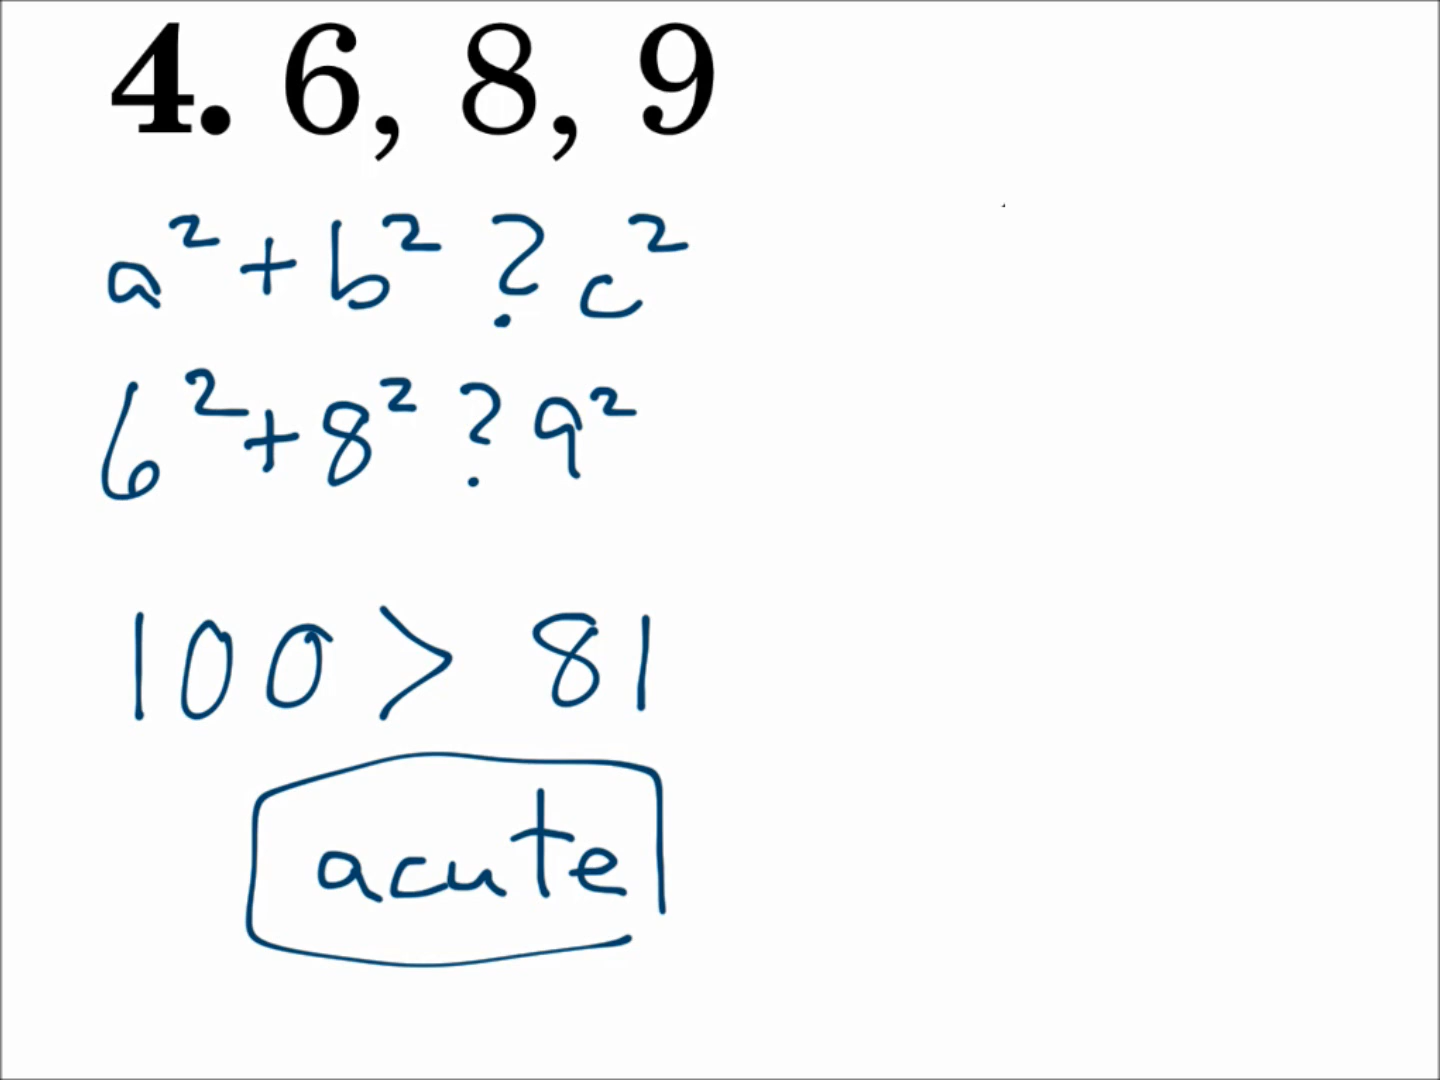 4. 6, 8, 9
a² + b² ? c²
6² + 8² ? 9²
100 > 81
acute